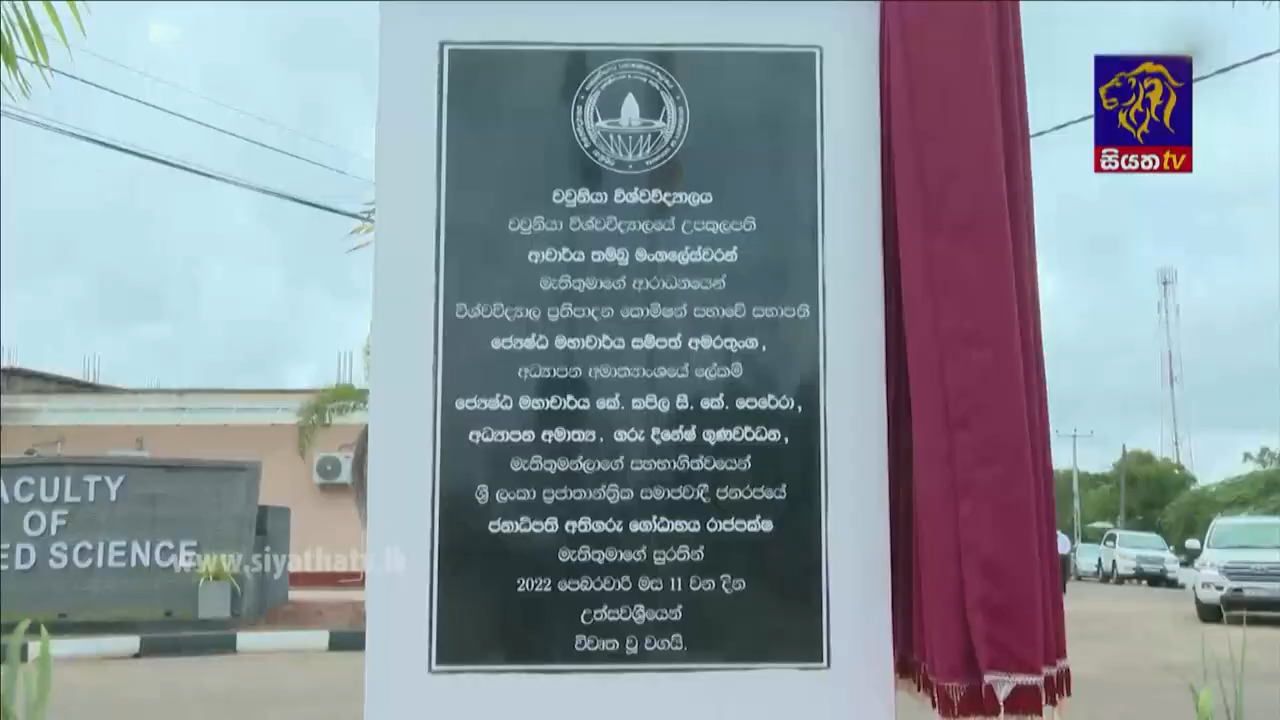 සියත tv
වවුනියා විශ්වවිද්‍යාලය
වවුනියා විශ්වවිද්‍යාලයේ උපකුලපති
ආචාර්ය තම්බු මංගලේස්වරන්
මැතිතුමාගේ ආරාධනයෙන්
විශ්වවිද්‍යාල ප්‍රතිපාදන කොමිෂන් සභාවේ සභාපති
ජ්‍යෙෂ්ඨ මහාචාර්ය සම්පත් අමරතුංග,
අධ්‍යාපන අමාත්‍යාංශයේ ලේකම්
ජ්‍යෙෂ්ඨ මහාචාර්ය කේ. කපිල සී. කේ. පෙරේරා,
අධ්‍යාපන අමාත්‍ය, ගරු දිනේෂ් ගුණවර්ධන,
මැතිතුමන්ලාගේ සහභාගිත්වයෙන්
ශ්‍රී ලංකා ප්‍රජාතාන්ත්‍රික සමාජවාදී ජනරජයේ
ජනාධිපති අතිගරු ගෝඨාභය රාජපක්ෂ
මැතිතුමාගේ සුරතින්
2022 පෙබරවාරි මස 11 වන දින
උත්සවශ්‍රීයෙන්
විවෘත වූ වගයි.
ACULTY
OF
ED SCIENCE
www.siyathatv.lk